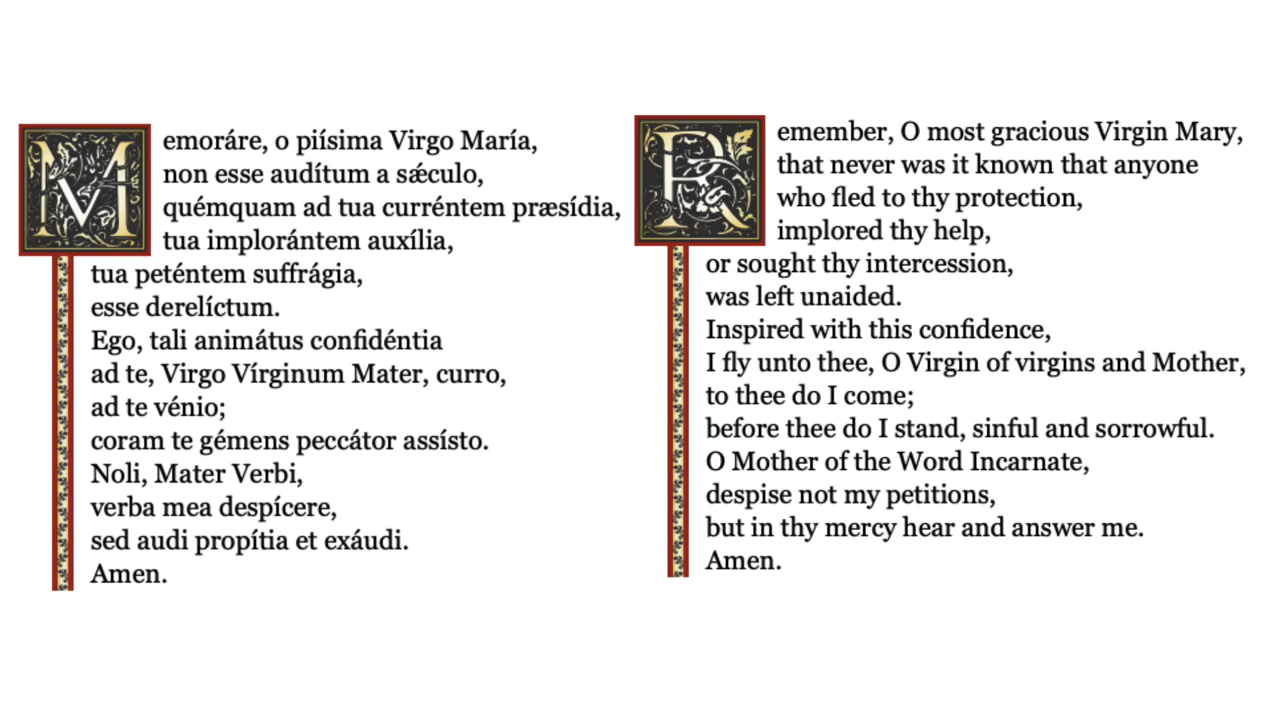 Memoráre, o piísima Virgo María,
non esse audítum a sǽculo,
quémquam ad tua curréntem præsídia,
tua implorántem auxília,
tua peténtem suffrágia,
esse derelíctum.
Ego, tali animátus confidéntia
ad te, Virgo Vírginum Mater, curro,
ad te vénio;
coram te gémens peccátor assísto.
Noli, Mater Verbi,
verba mea despícere,
sed audi propítia et exáudi.
Amen.
Remember, O most gracious Virgin Mary,
that never was it known that anyone
who fled to thy protection,
implored thy help,
or sought thy intercession,
was left unaided.
Inspired with this confidence,
I fly unto thee, O Virgin of virgins and Mother,
to thee do I come;
before thee do I stand, sinful and sorrowful.
O Mother of the Word Incarnate,
despise not my petitions,
but in thy mercy hear and answer me.
Amen.